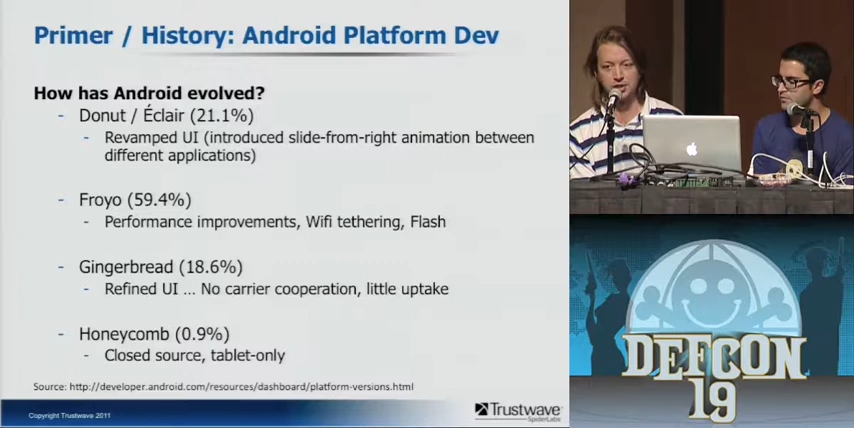 Primer / History: Android Platform Dev
How has Android evolved?
- Donut / Éclair (21.1%)
- Revamped UI (introduced slide-from-right animation between
different applications)
- Froyo (59.4%)
- Performance improvements, Wifi tethering, Flash
- Gingerbread (18.6%)
- Refined UI ... No carrier cooperation, little uptake
- Honeycomb (0.9%)
- Closed source, tablet-only
Source: http://developer.android.com/resources/dashboard/platform-versions.html
Copyright Trustwave 2011
Trustwave®
SpiderLabs®
DEFCON
19